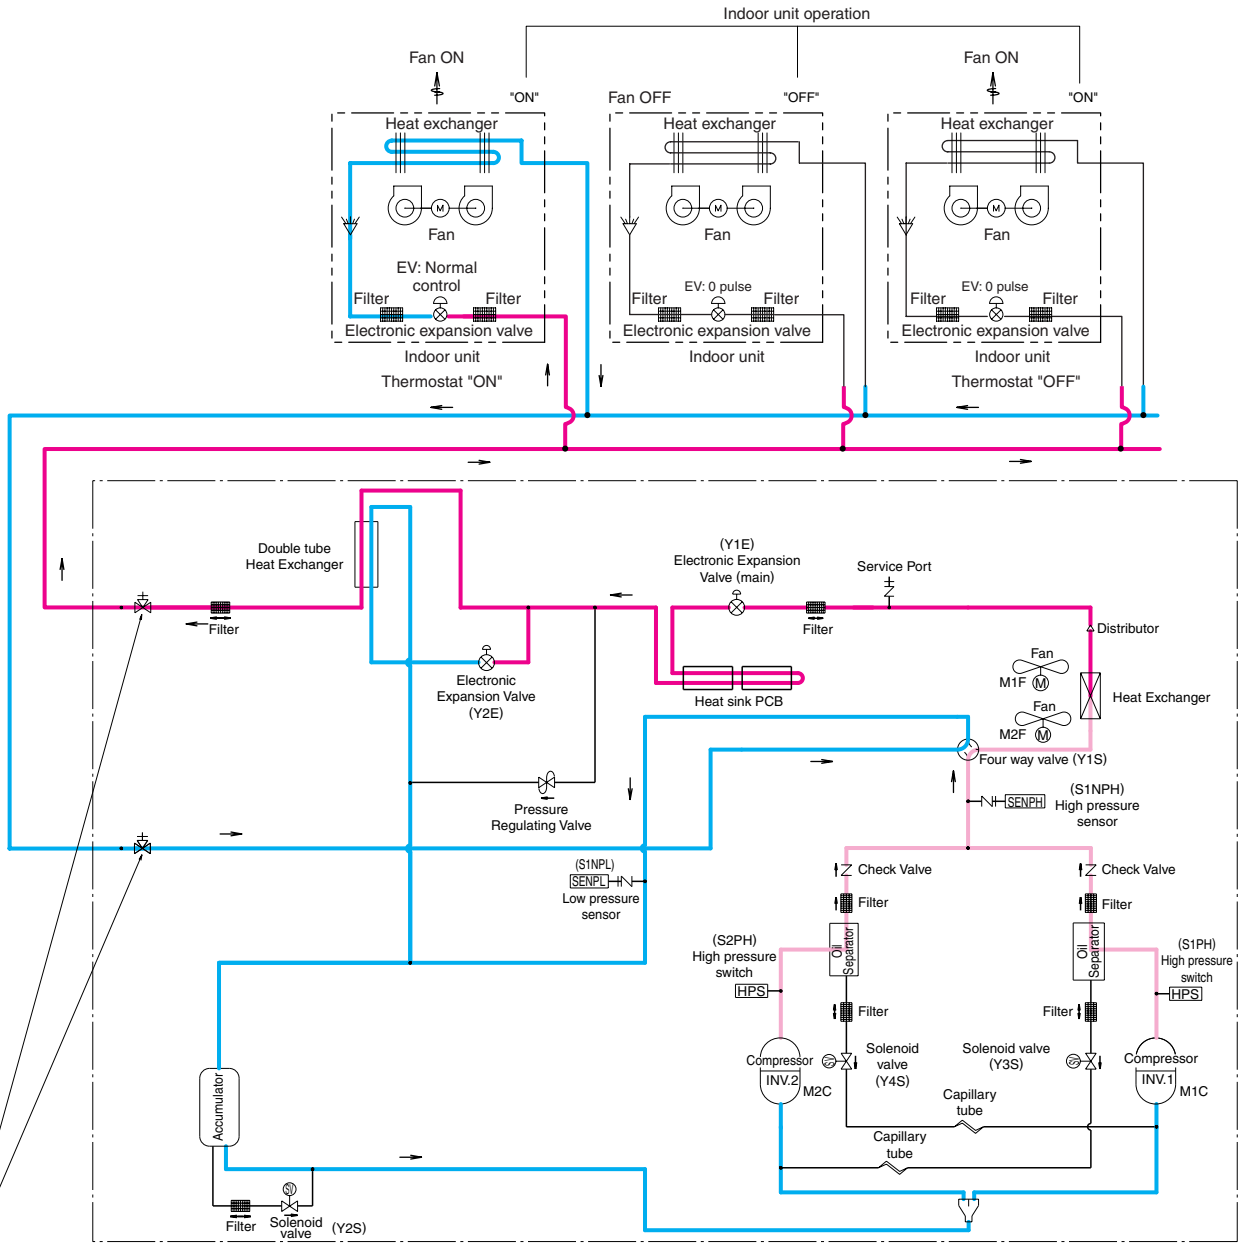 Indoor unit operation
Fan ON
"ON"
Fan OFF
"OFF"
Fan ON
"ON"
Heat exchanger
M
Fan
EV: Normal
control
Filter
Filter
Electronic expansion valve
Indoor unit
Thermostat "ON"
Heat exchanger
M
Fan
EV: 0 pulse
Filter
Filter
Electronic expansion valve
Indoor unit
Heat exchanger
M
Fan
EV: 0 pulse
Filter
Filter
Electronic expansion valve
Indoor unit
Thermostat "OFF"
Double tube
Heat Exchanger
(Y1E)
Electronic Expansion
Valve (main)
Service Port
Filter
Filter
Distributor
Fan
M1F
M
Heat Exchanger
Fan
M2F
M
Electronic
Expansion Valve
(Y2E)
Heat sink PCB
Four way valve (Y1S)
Pressure
Regulating Valve
SENPH
(S1NPH)
High pressure
sensor
(S1NPL)
SENPL
Low pressure
sensor
Check Valve
Check Valve
Filter
Filter
Oil
Separator
Oil
Separator
(S2PH)
High pressure
switch
HPS
(S1PH)
High pressure
switch
HPS
Filter
Filter
Compressor
INV.2
M2C
SV
Solenoid
valve
(Y4S)
Solenoid valve
(Y3S)
SV
Compressor
INV.1
M1C
Capillary
tube
Capillary
tube
Accumulator
SV
Filter
Solenoid
valve
(Y2S)